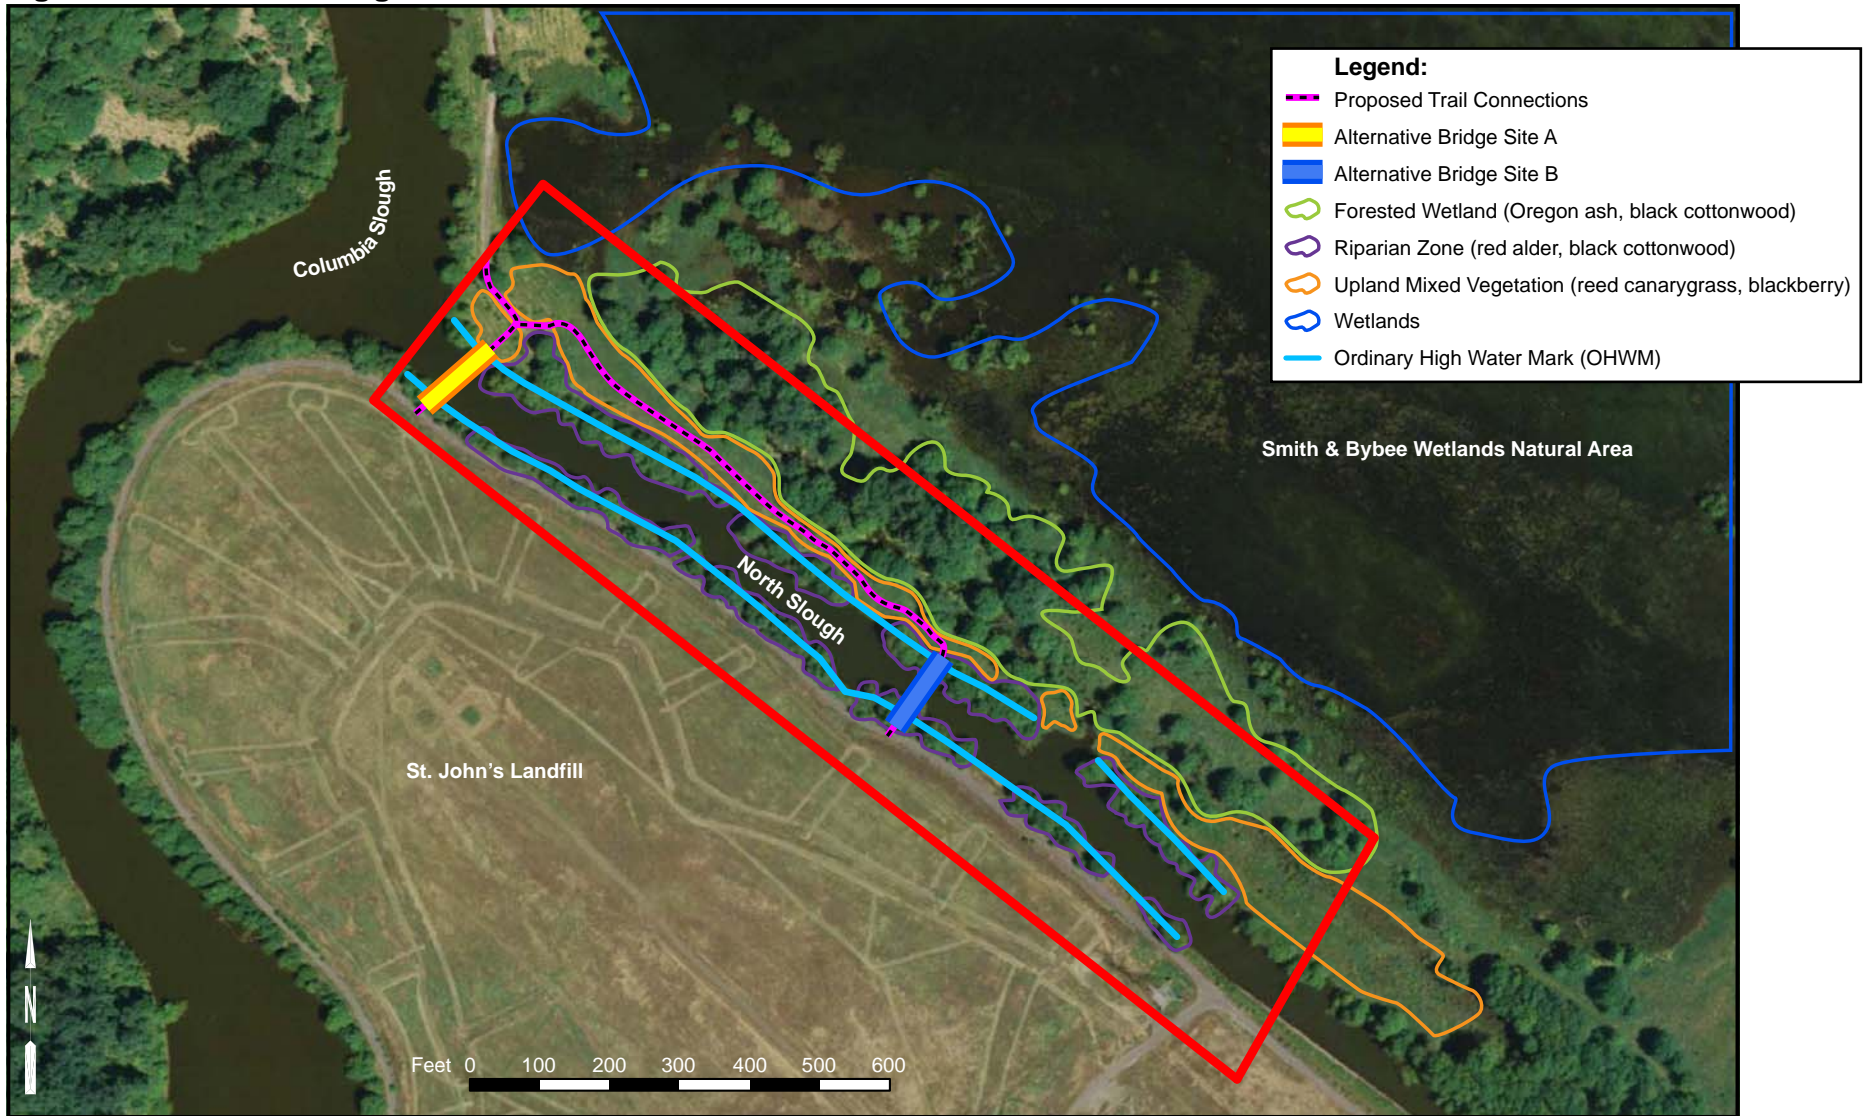 Legend:
Proposed Trail Connections
Alternative Bridge Site A
Alternative Bridge Site B
Forested Wetland (Oregon ash, black cottonwood)
Riparian Zone (red alder, black cottonwood)
Upland Mixed Vegetation (reed canarygrass, blackberry)
Wetlands
Ordinary High Water Mark (OHWM)
Columbia Slough
Smith & Bybee Wetlands Natural Area
North Slough
St. John's Landfill
N
Feet 0 100 200 300 400 500 600